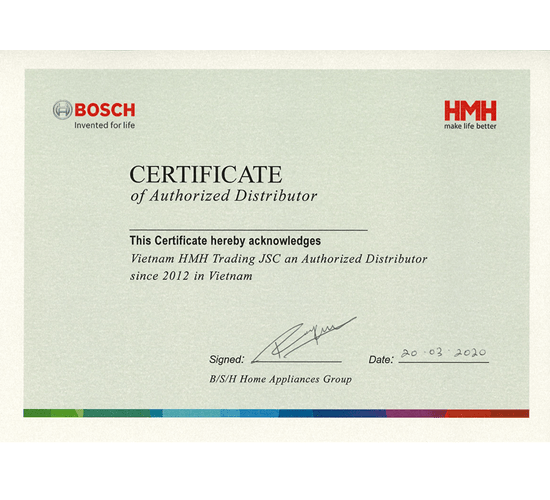 BOSCH
Invented for life
HMH
make life better
CERTIFICATE
of Authorized Distributor
This Certificate hereby acknowledges
Vietnam HMH Trading JSC an Authorized Distributor
since 2012 in Vietnam
Signed:
Date: 20 . 03 . 2020
B/S/H Home Appliances Group